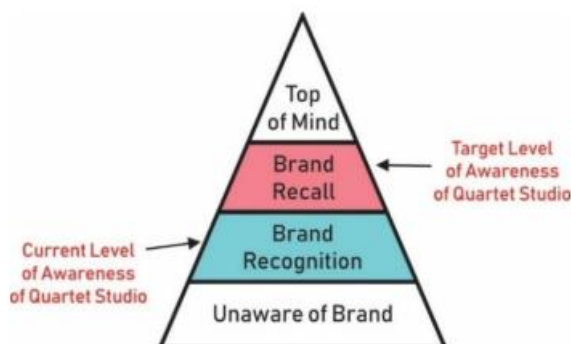 Top
of Mind
Brand
Recall
Target Level
of Awareness
of Quartet Studio
Brand
Recognition
Current Level
of Awareness
of Quartet Studio
Unaware of Brand